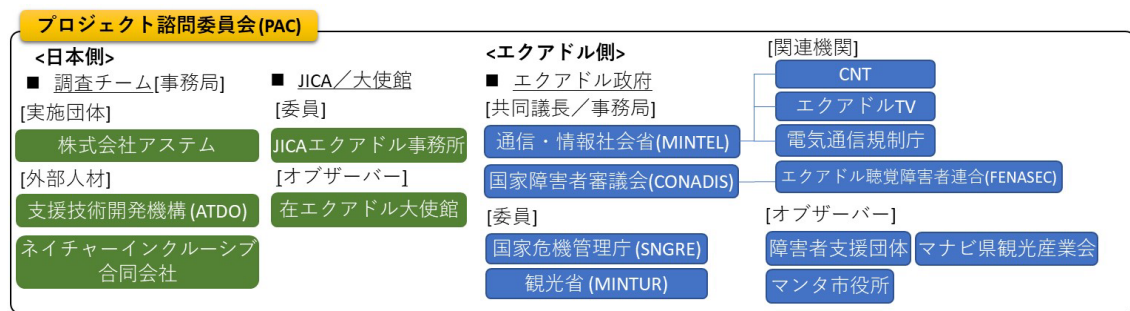 プロジェクト諮問委員会(PAC)
<日本側>
■ 調査チーム[事務局]
[実施団体]
株式会社アステム
[外部人材]
支援技術開発機構(ATDO)
ネイチャーインクルーシブ
合同会社
■ JICA／大使館
[委員]
JICAエクアドル事務所
[オブザーバー]
在エクアドル大使館
<エクアドル側>
■ エクアドル政府
[共同議長／事務局]
通信・情報社会省(MINTEL)
国家障害者審議会(CONADIS)
[委員]
国家危機管理庁(SNGRE)
観光省(MINTUR)
[関連機関]
CNT
エクアドルTV
電気通信規制庁
エクアドル聴覚障害者連合(FENASEC)
[オブザーバー]
障害者支援団体
マナビ県観光産業会
マンタ市役所